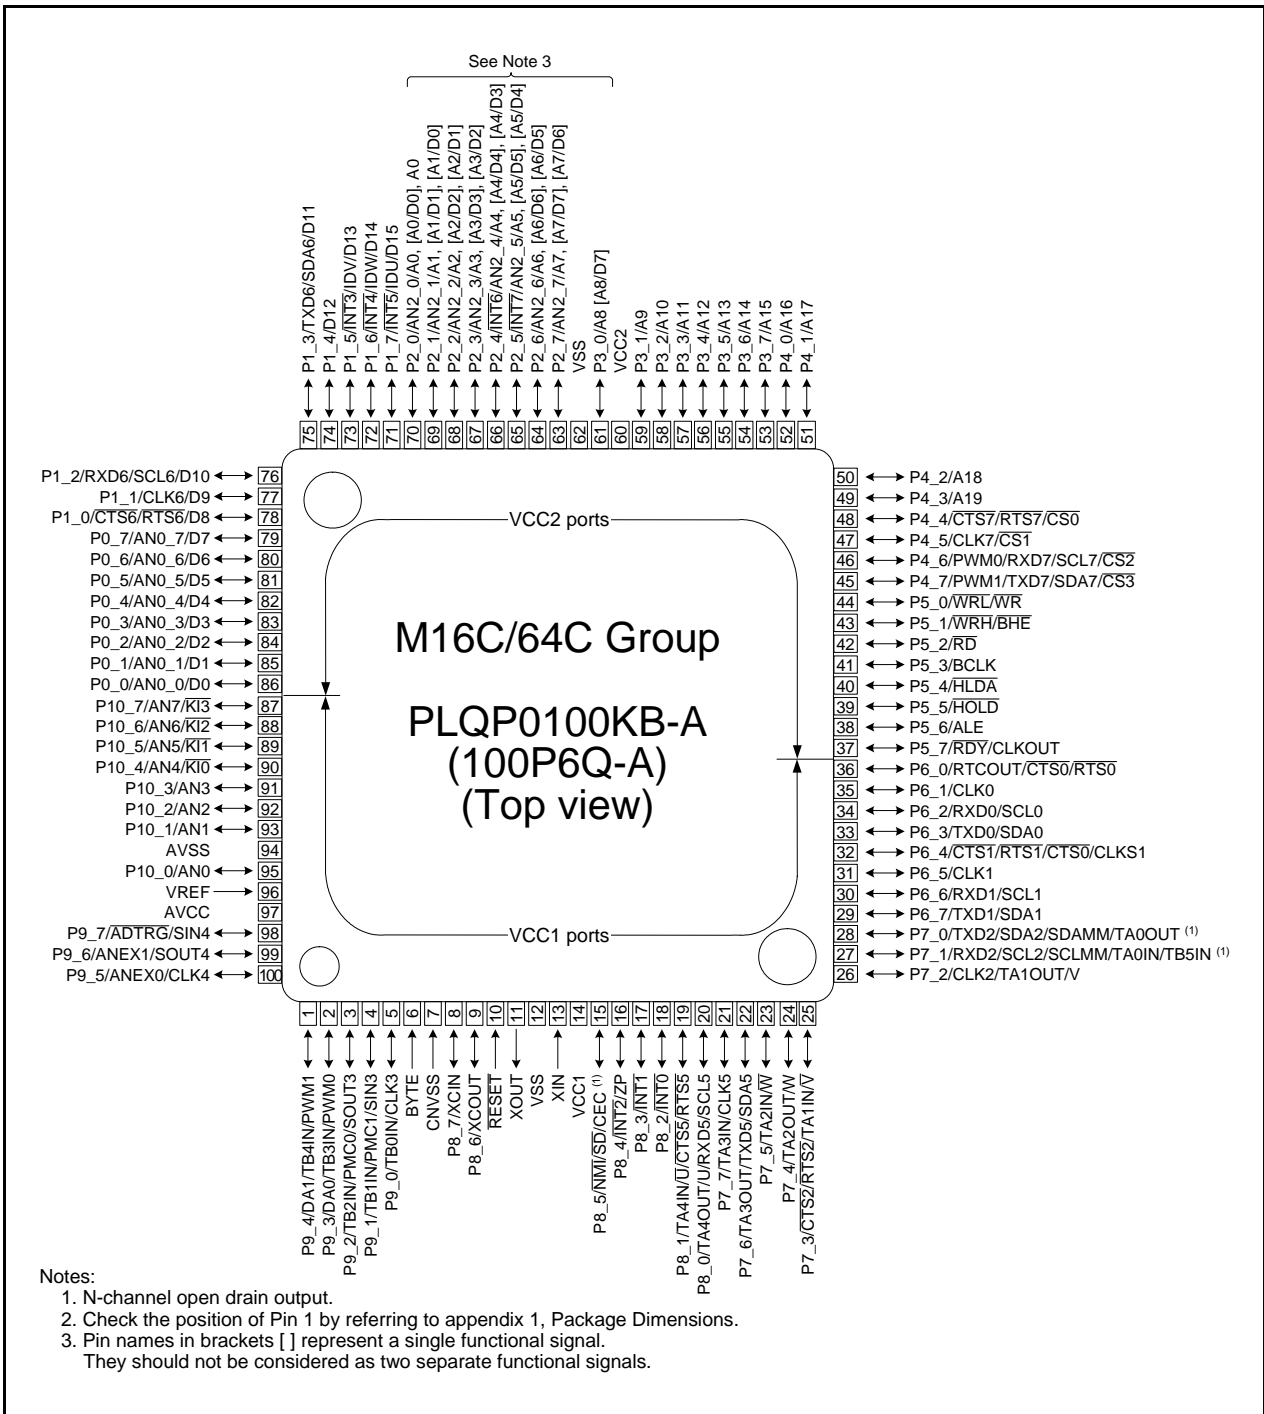 See Note 3
P1_3/TXD6/SDA6/D11
P1_4/D12
P1_5/INT3/IDV/D13
P1_6/INT4/IDW/D14
P1_7/INT5/IDU/D15
P2_0/AN2_0/A0, [A0/D0], A0
P2_1/AN2_1/A1, [A1/D1], [A1/D0]
P2_2/AN2_2/A2, [A2/D2], [A2/D1]
P2_3/AN2_3/A3, [A3/D3], [A3/D2]
P2_4/INT6/AN2_4/A4, [A4/D4], [A4/D3]
P2_5/INT7/AN2_5/A5, [A5/D5], [A5/D4]
P2_6/AN2_6/A6, [A6/D6], [A6/D5]
P2_7/AN2_7/A7, [A7/D7], [A7/D6]
VSS
P3_0/A8 [A8/D7]
VCC2
P3_1/A9
P3_2/A10
P3_3/A11
P3_4/A12
P3_5/A13
P3_6/A14
P3_7/A15
P4_0/A16
P4_1/A17
75 74 73 72 71 70 69 68 67 66 65 64 63 62 61 60 59 58 57 56 55 54 53 52 51
P1_2/RXD6/SCL6/D10 76
P1_1/CLK6/D9 77
P1_0/CTS6/RTS6/D8 78
P0_7/AN0_7/D7 79
P0_6/AN0_6/D6 80
P0_5/AN0_5/D5 81
P0_4/AN0_4/D4 82
P0_3/AN0_3/D3 83
P0_2/AN0_2/D2 84
P0_1/AN0_1/D1 85
P0_0/AN0_0/D0 86
P10_7/AN7/KI3 87
P10_6/AN6/KI2 88
P10_5/AN5/KI1 89
P10_4/AN4/KI0 90
P10_3/AN3 91
P10_2/AN2 92
P10_1/AN1 93
AVSS 94
P10_0/AN0 95
VREF 96
AVCC 97
P9_7/ADTRG/SIN4 98
P9_6/ANEX1/SOUT4 99
P9_5/ANEX0/CLK4 100
VCC2 ports
M16C/64C Group
PLQP0100KB-A
(100P6Q-A)
(Top view)
VCC1 ports
50 P4_2/A18
49 P4_3/A19
48 P4_4/CTS7/RTS7/CS0
47 P4_5/CLK7/CS1
46 P4_6/PWM0/RXD7/SCL7/CS2
45 P4_7/PWM1/TXD7/SDA7/CS3
44 P5_0/WRL/WR
43 P5_1/WRH/BHE
42 P5_2/RD
41 P5_3/BCLK
40 P5_4/HLDA
39 P5_5/HOLD
38 P5_6/ALE
37 P5_7/RDY/CLKOUT
36 P6_0/RTCOUT/CTS0/RTS0
35 P6_1/CLK0
34 P6_2/RXD0/SCL0
33 P6_3/TXD0/SDA0
32 P6_4/CTS1/RTS1/CTS0/CLKS1
31 P6_5/CLK1
30 P6_6/RXD1/SCL1
29 P6_7/TXD1/SDA1
28 P7_0/TXD2/SDA2/SDAMM/TA0OUT (1)
27 P7_1/RXD2/SCL2/SCLMM/TA0IN/TB5IN (1)
26 P7_2/CLK2/TA1OUT/V
1 2 3 4 5 6 7 8 9 10 11 12 13 14 15 16 17 18 19 20 21 22 23 24 25
P9_4/DA1/TB4IN/PWM1
P9_3/DA0/TB3IN/PWM0
P9_2/TB2IN/PMC0/SOUT3
P9_1/TB1IN/PMC1/SIN3
P9_0/TB0IN/CLK3
BYTE
CNVSS
P8_7/XCIN
P8_6/XCOUT
RESET
XOUT
VSS
XIN
VCC1
P8_5/NMI/SD/CEC (1)
P8_4/INT2/ZP
P8_3/INT1
P8_2/INT0
P8_1/TA4IN/U/CTS5/RTS5
P8_0/TA4OUT/U/RXD5/SCL5
P7_7/TA3IN/CLK5
P7_6/TA3OUT/TXD5/SDA5
P7_5/TA2IN/W
P7_4/TA2OUT/W
P7_3/CTS2/RTS2/TA1IN/V
Notes:
1. N-channel open drain output.
2. Check the position of Pin 1 by referring to appendix 1, Package Dimensions.
3. Pin names in brackets [ ] represent a single functional signal.
They should not be considered as two separate functional signals.